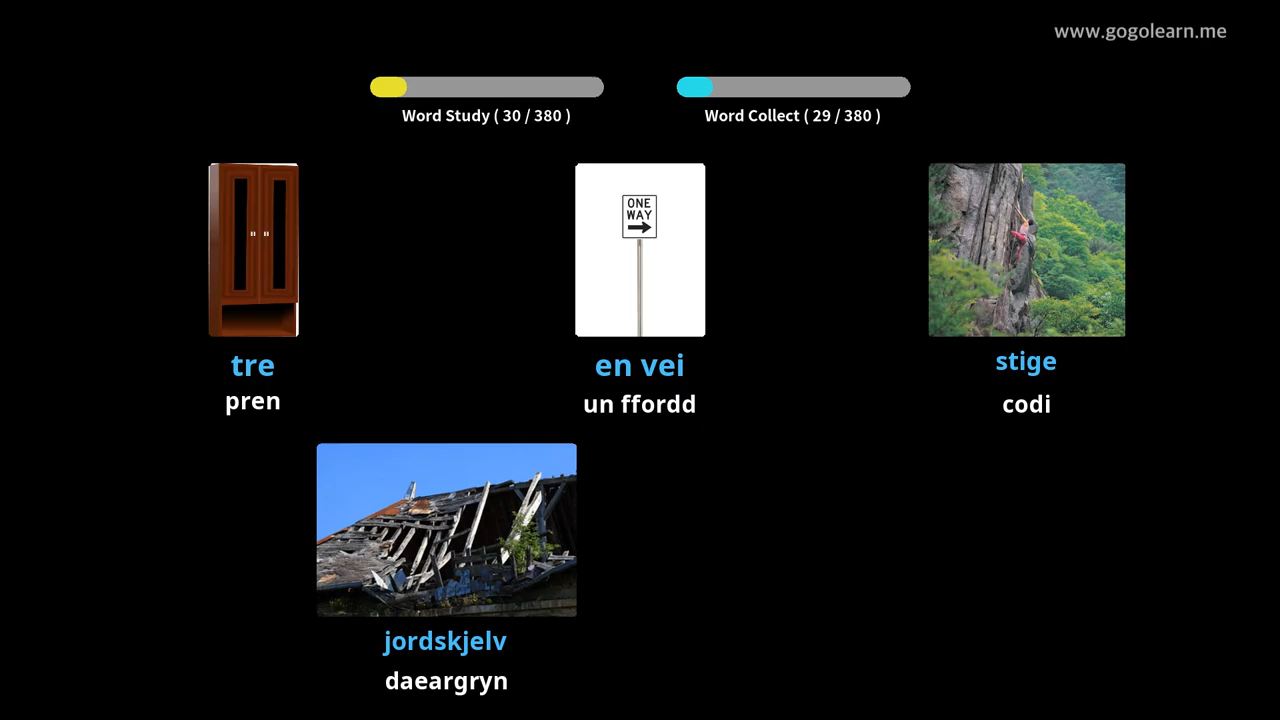 www.gogolearn.me
Word Study ( 30 / 380 )
Word Collect ( 29 / 380 )
ONE
WAY
tre
pren
en vei
un ffordd
stige
codi
jordskjelv
daeargryn